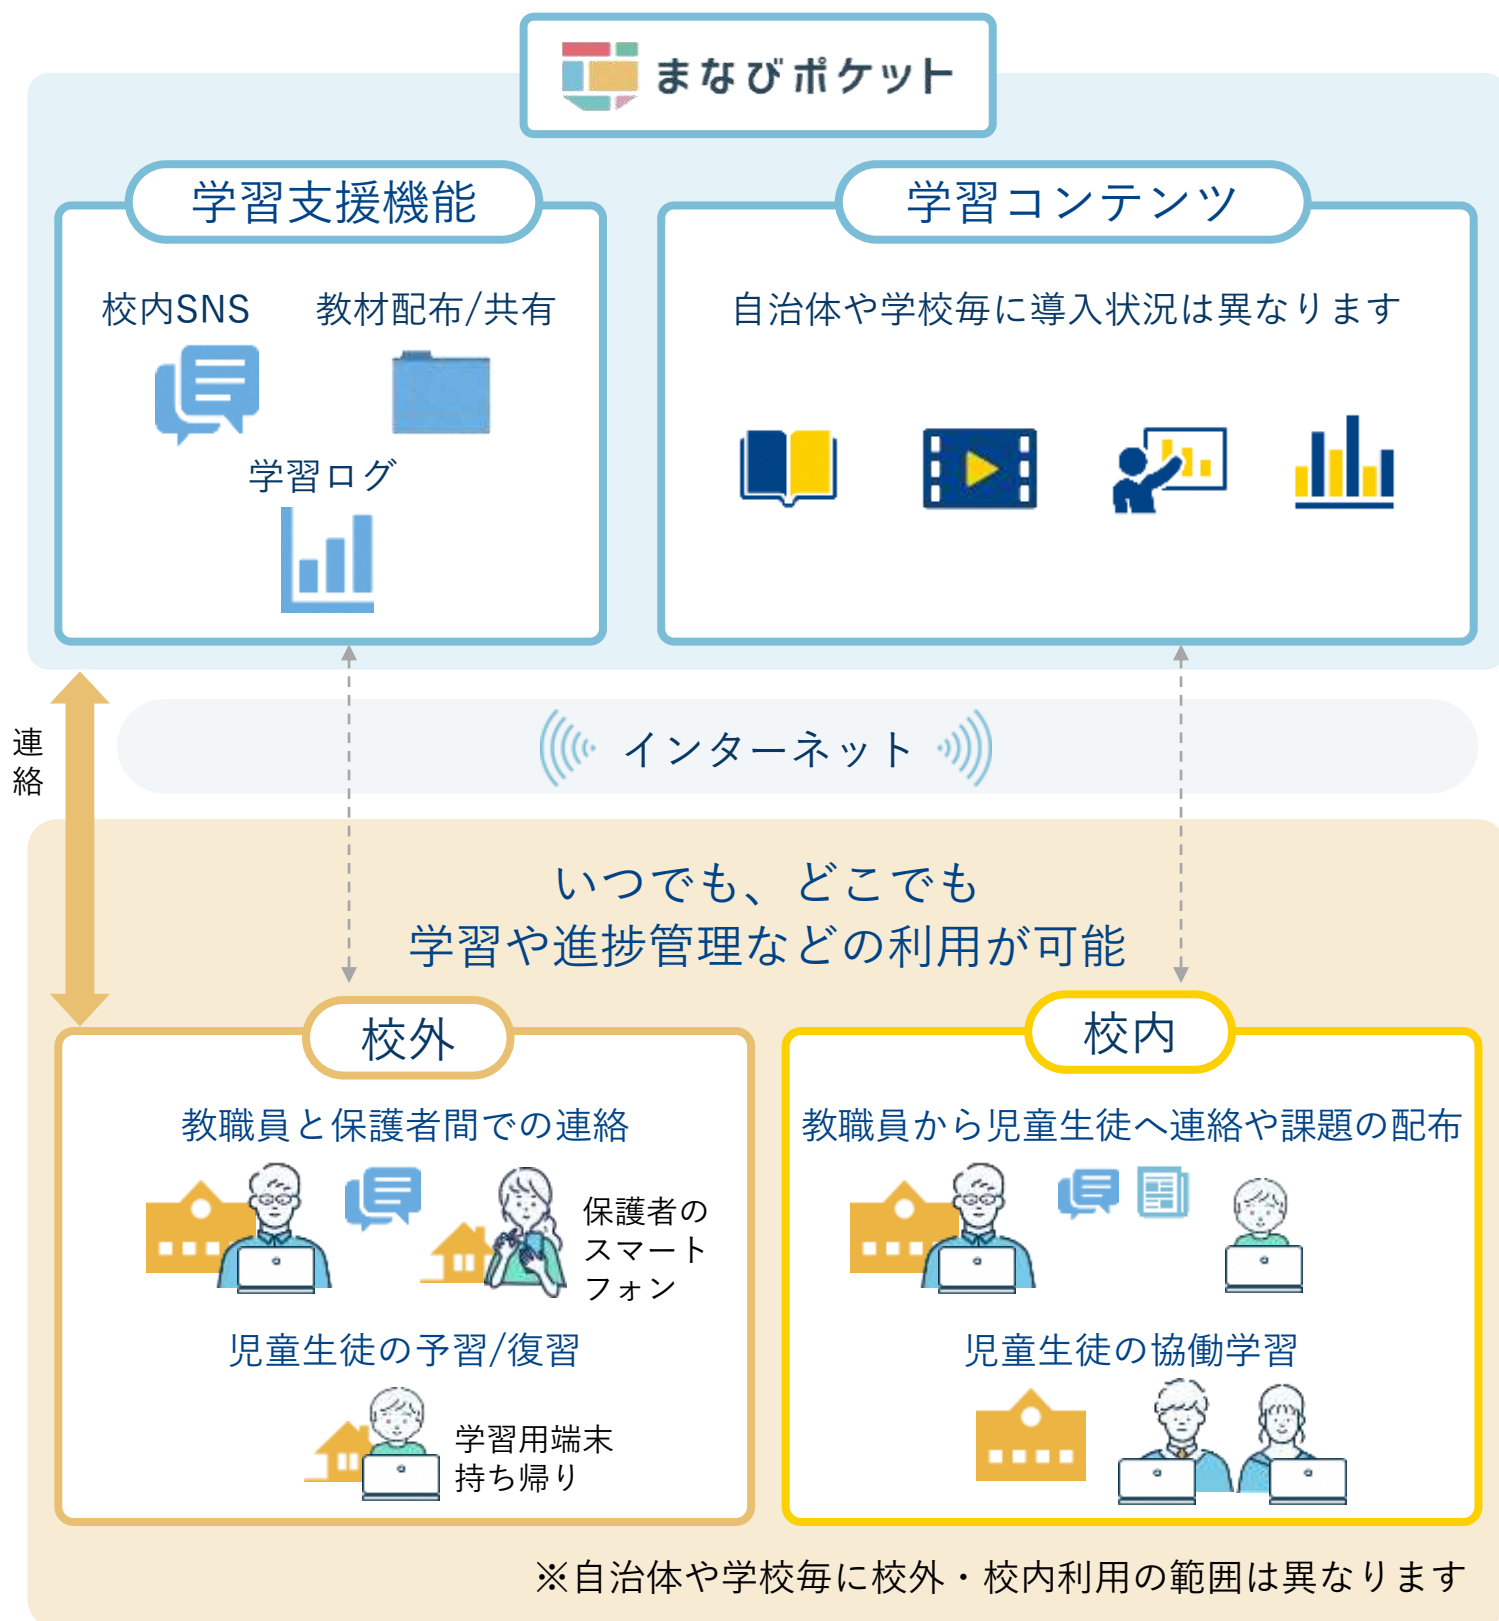 まなびポケット
学習支援機能
学習コンテンツ
校内SNS
教材配布/共有
学習ログ
自治体や学校毎に導入状況は異なります
連
絡
インターネット
いつでも、どこでも
学習や進捗管理などの利用が可能
校外
教職員と保護者間での連絡
保護者の
スマート
フォン
児童生徒の予習/復習
学習用端末
持ち帰り
校内
教職員から児童生徒へ連絡や課題の配布
児童生徒の協働学習
※自治体や学校毎に校外・校内利用の範囲は異なります